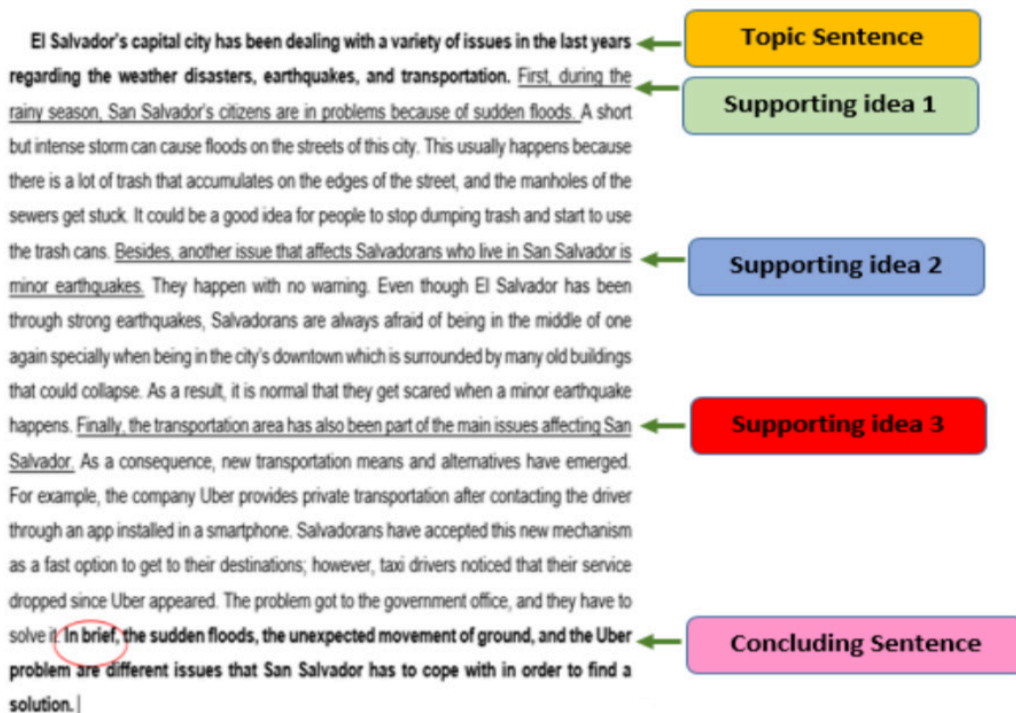 El Salvador's capital city has been dealing with a variety of issues in the last years
regarding the weather disasters, earthquakes, and transportation. First, during the
rainy season, San Salvador's citizens are in problems because of sudden floods. A short
but intense storm can cause floods on the streets of this city. This usually happens because
there is a lot of trash that accumulates on the edges of the street, and the manholes of the
sewers get stuck. It could be a good idea for people to stop dumping trash and start to use
the trash cans. Besides, another issue that affects Salvadorans who live in San Salvador is
minor earthquakes. They happen with no warning. Even though El Salvador has been
through strong earthquakes, Salvadorans are always afraid of being in the middle of one
again specially when being in the city's downtown which is surrounded by many old buildings
that could collapse. As a result, it is normal that they get scared when a minor earthquake
happens. Finally, the transportation area has also been part of the main issues affecting San
Salvador. As a consequence, new transportation means and alternatives have emerged.
For example, the company Uber provides private transportation after contacting the driver
through an app installed in a smartphone. Salvadorans have accepted this new mechanism
as a fast option to get to their destinations; however, taxi drivers noticed that their service
dropped since Uber appeared. The problem got to the government office, and they have to
solve it. In brief, the sudden floods, the unexpected movement of ground, and the Uber
problem are different issues that San Salvador has to cope with in order to find a
solution.
Topic Sentence
Supporting idea 1
Supporting idea 2
Supporting idea 3
Concluding Sentence